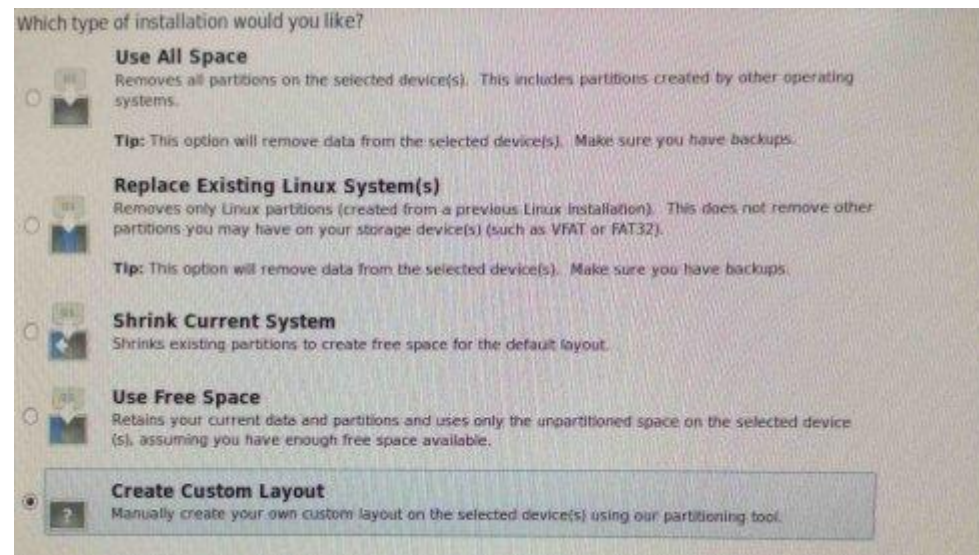 Which type of installation would you like?
Use All Space
Removes all partitions on the selected device(s). This includes partitions created by other operating
systems.
Tip: This option will remove data from the selected device(s). Make sure you have backups.
Replace Existing Linux System(s)
Removes only Linux partitions (created from a previous Linux installation). This does not remove other
partitions you may have on your storage device(s) (such as VFAT or FAT32).
Tip: This option will remove data from the selected device(s). Make sure you have backups.
Shrink Current System
Shrinks existing partitions to create free space for the default layout.
Use Free Space
Retains your current data and partitions and uses only the unpartitioned space on the selected device
(s), assuming you have enough free space available.
Create Custom Layout
?
Manually create your own custom layout on the selected device(s) using our partitioning tool.